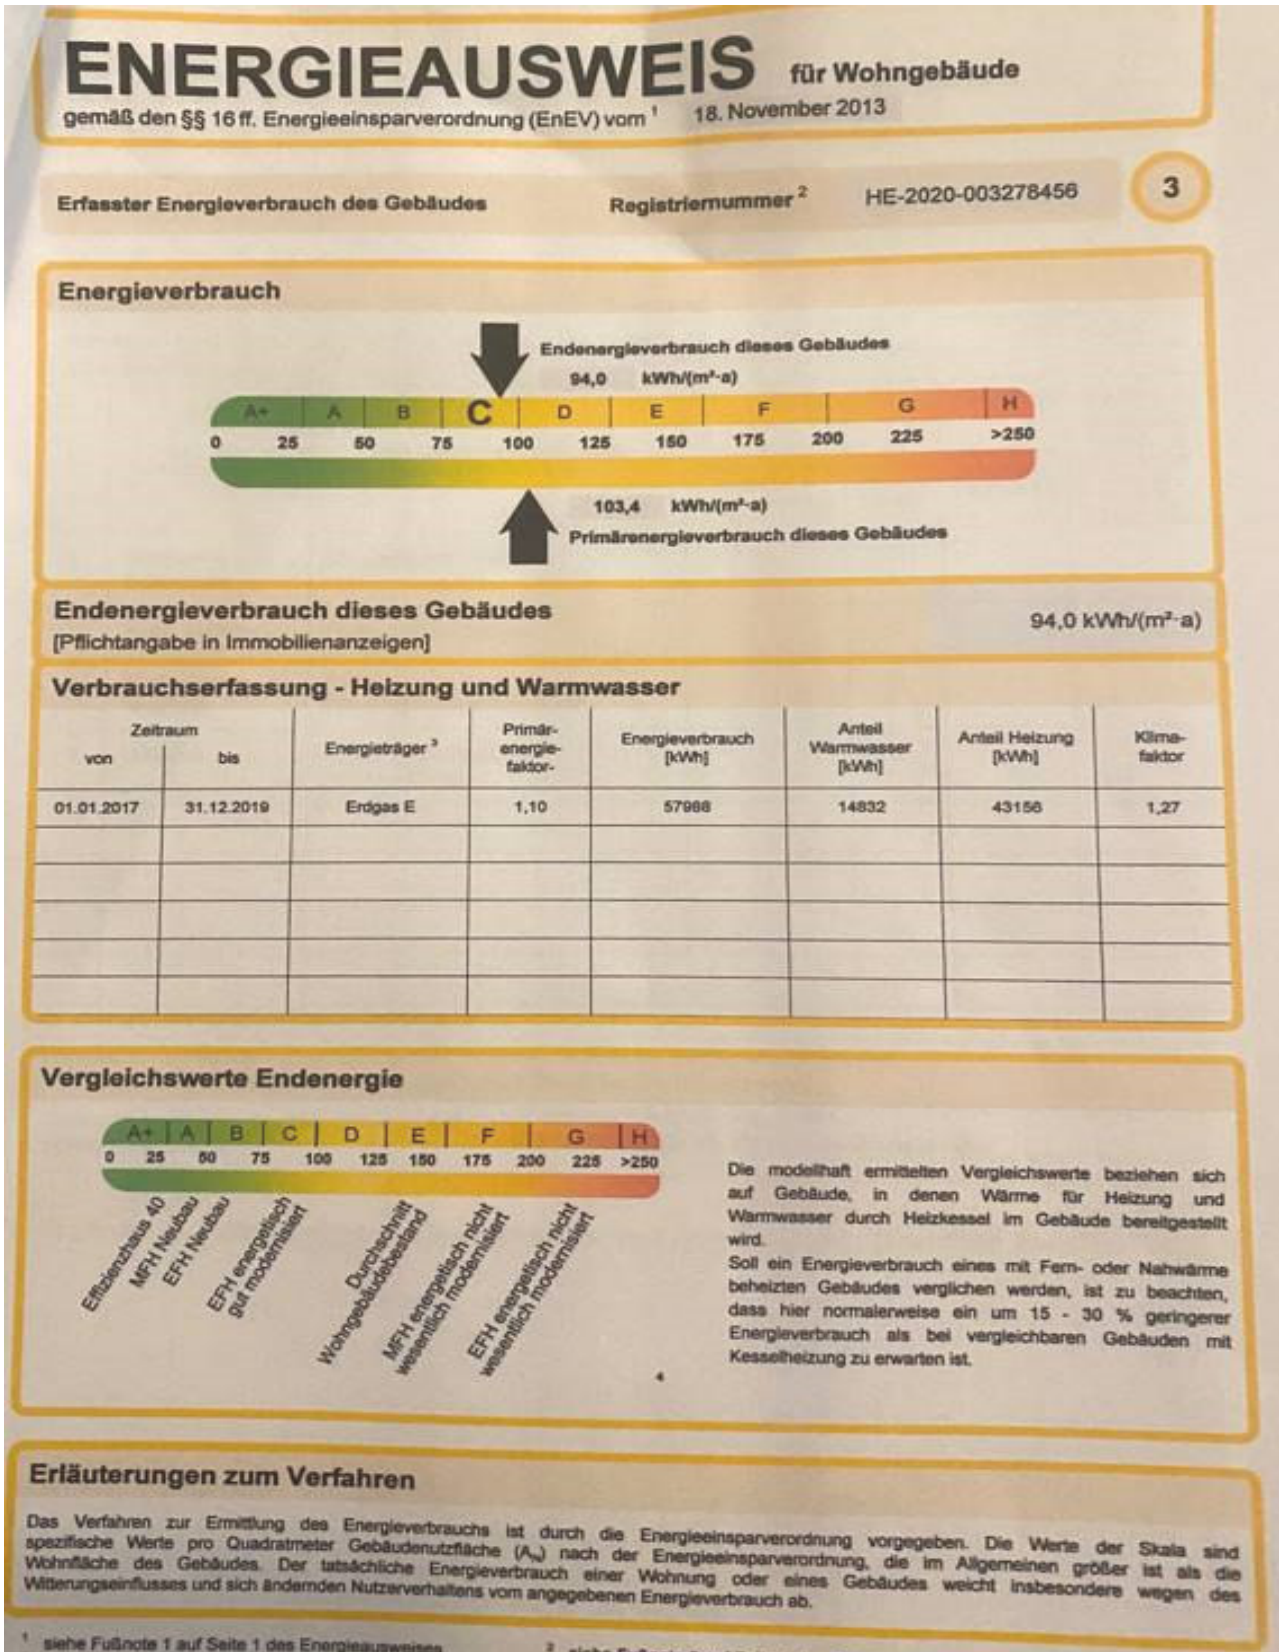 ENERGIEAUSWEIS für Wohngebäude
gemäß den §§ 16 ff. Energieeinsparverordnung (EnEV) vom 1 18. November 2013
Erfasster Energieverbrauch des Gebäudes Registriernummer 2 HE-2020-003278456 3
Energieverbrauch
Endenergieverbrauch dieses Gebäudes
94,0 kWh/(m²·a)
A+ A B C D E F G H
0 25 50 75 100 125 150 175 200 225 >250
103,4 kWh/(m²·a)
Primärenergieverbrauch dieses Gebäudes
Endenergieverbrauch dieses Gebäudes 94,0 kWh/(m²·a)
[Pflichtangabe in Immobilienanzeigen]
Verbrauchserfassung - Heizung und Warmwasser
Zeitraum
von bis
Energieträger 3
Primär-
energie-
faktor-
Energieverbrauch
[kWh]
Anteil
Warmwasser
[kWh]
Anteil Heizung
[kWh]
Klima-
faktor
01.01.2017 31.12.2019 Erdgas E 1,10 57988 14832 43156 1,27
Vergleichswerte Endenergie
A+ A B C D E F G H
0 25 50 75 100 125 150 175 200 225 >250
Effizienzhaus 40
MFH Neubau
EFH Neubau
EFH energetisch
gut modernisiert
Durchschnitt
Wohngebäudebestand
MFH energetisch nicht
wesentlich modernisiert
EFH energetisch nicht
wesentlich modernisiert
4
Die modellhaft ermittelten Vergleichswerte beziehen sich
auf Gebäude, in denen Wärme für Heizung und
Warmwasser durch Heizkessel im Gebäude bereitgestellt
wird.
Soll ein Energieverbrauch eines mit Fern- oder Nahwärme
beheizten Gebäudes verglichen werden, ist zu beachten,
dass hier normalerweise ein um 15 - 30 % geringerer
Energieverbrauch als bei vergleichbaren Gebäuden mit
Kesselheizung zu erwarten ist.
Erläuterungen zum Verfahren
Das Verfahren zur Ermittlung des Energieverbrauchs ist durch die Energieeinsparverordnung vorgegeben. Die Werte der Skala sind
spezifische Werte pro Quadratmeter Gebäudenutzfläche (AN) nach der Energieeinsparverordnung, die im Allgemeinen größer ist als die
Wohnfläche des Gebäudes. Der tatsächliche Energieverbrauch einer Wohnung oder eines Gebäudes weicht insbesondere wegen des
Witterungseinflusses und sich ändernden Nutzerverhaltens vom angegebenen Energieverbrauch ab.
1 siehe Fußnote 1 auf Seite 1 des Energieausweises
2